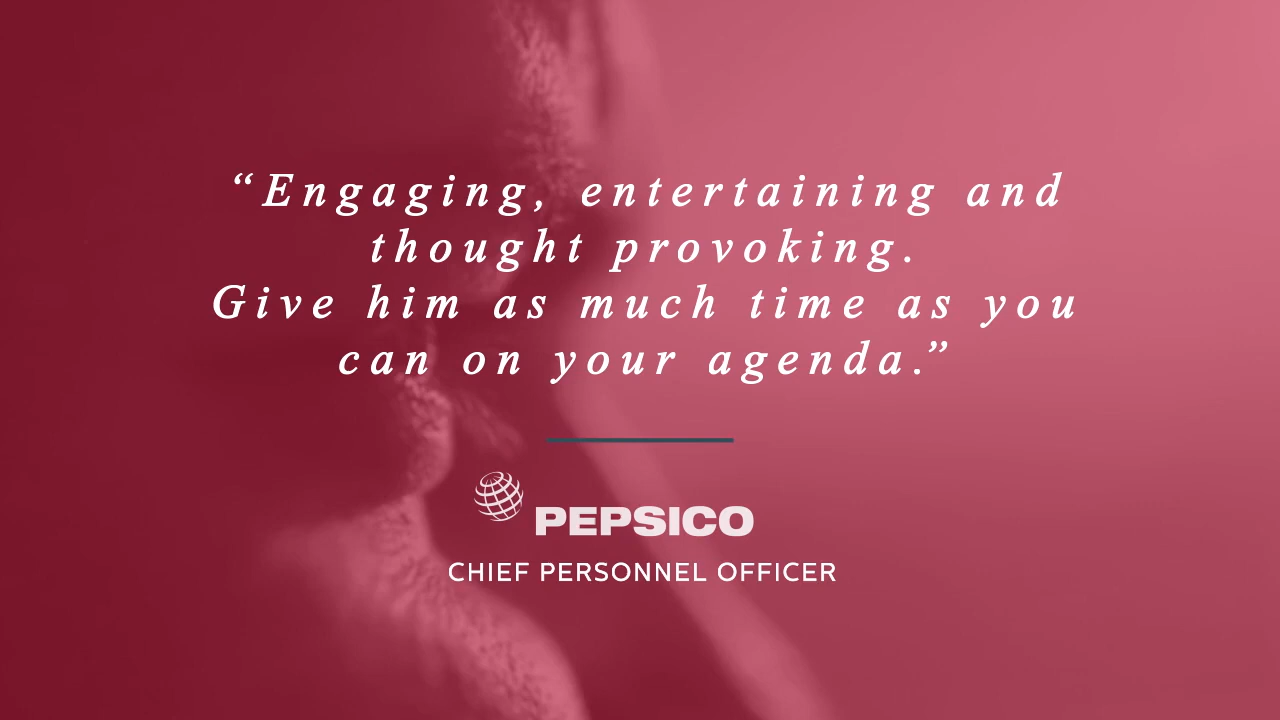 “Engaging, entertaining and
thought provoking.
Give him as much time as you
can on your agenda.”
PEPSICO
CHIEF PERSONNEL OFFICER